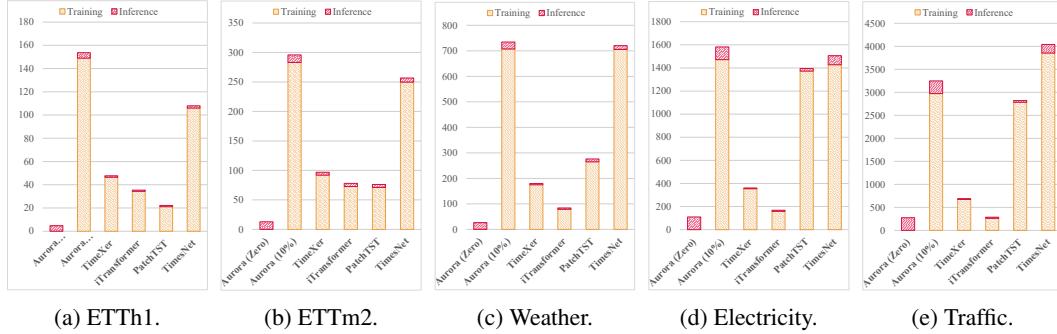 Training Inference
180
160
140
120
100
80
60
40
20
0
Aurora…
Aurora…
TimeXer
iTransformer
PatchTST
TimesNet
(a) ETTh1.
Training Inference
350
300
250
200
150
100
50
0
Aurora (Zero)
Aurora (10%)
TimeXer
iTransformer
PatchTST
TimesNet
(b) ETTm2.
Training Inference
800
700
600
500
400
300
200
100
0
Aurora (Zero)
Aurora (10%)
TimeXer
iTransformer
PatchTST
TimesNet
(c) Weather.
Training Inference
1800
1600
1400
1200
1000
800
600
400
200
0
Aurora (Zero)
Aurora (10%)
TimeXer
iTransformer
PatchTST
TimesNet
(d) Electricity.
Training Inference
4500
4000
3500
3000
2500
2000
1500
1000
500
0
Aurora (Zero)
Aurora (10%)
TimeXer
iTransformer
PatchTST
TimesNet
(e) Traffic.